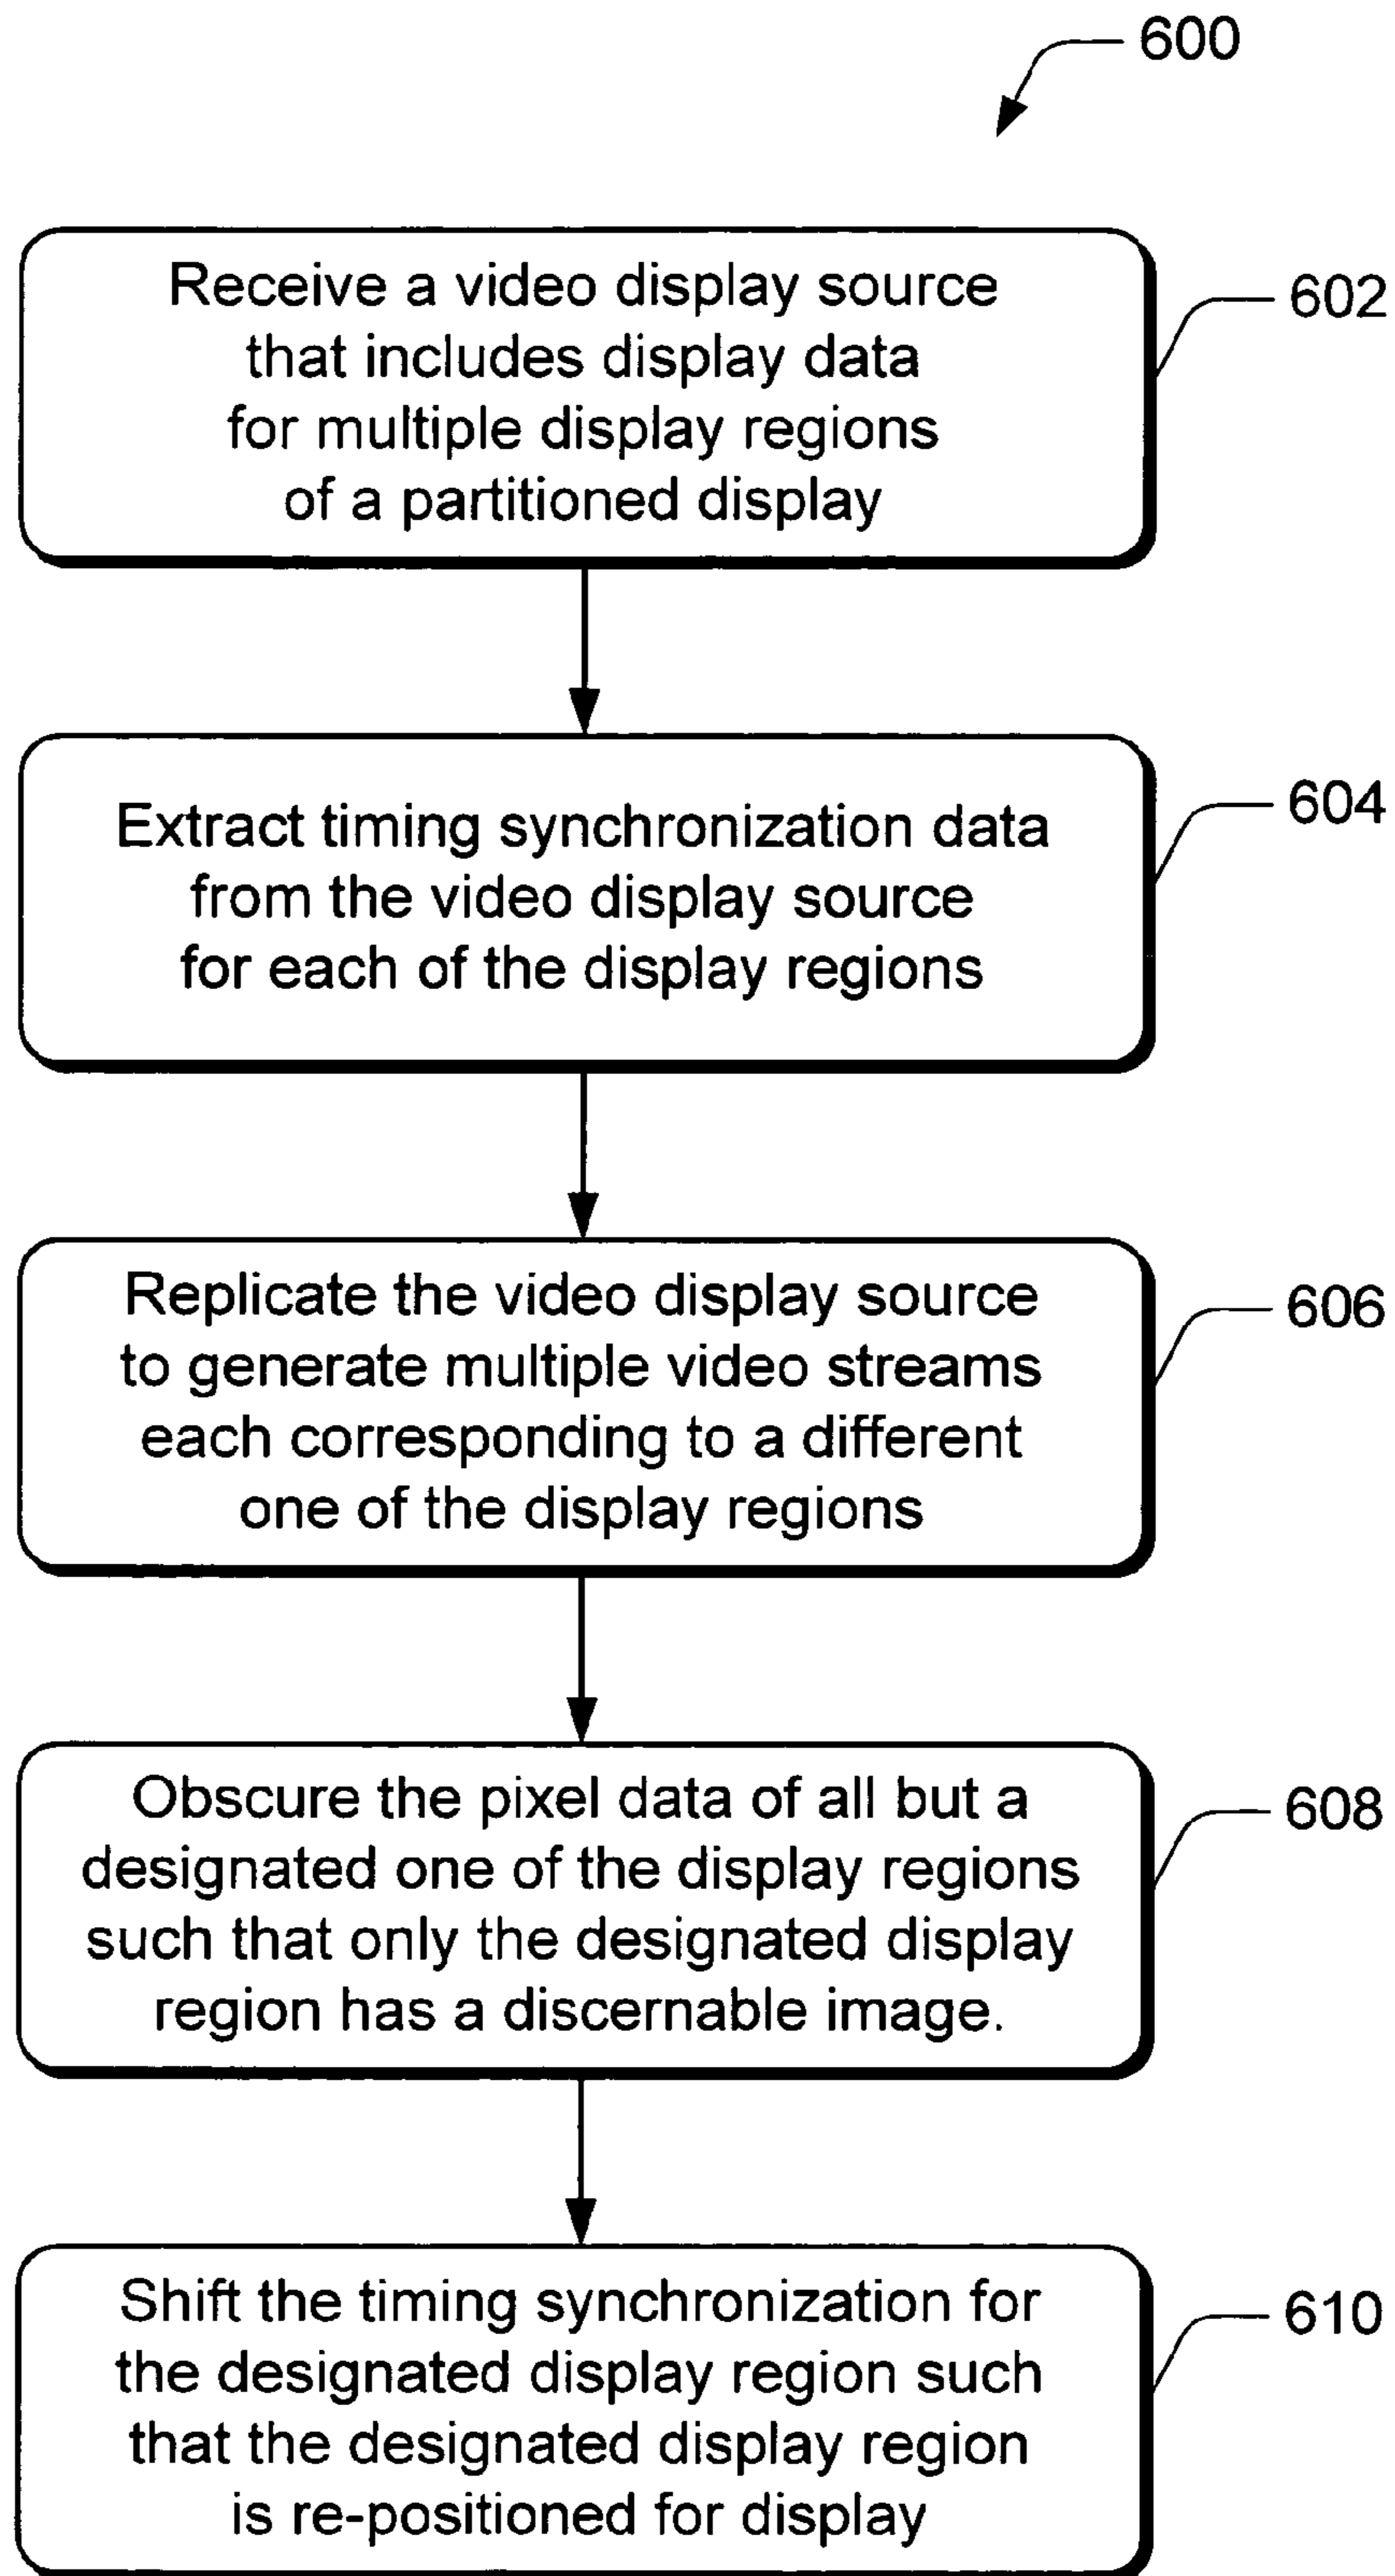 600
Receive a video display source
that includes display data
for multiple display regions
of a partitioned display
602
Extract timing synchronization data
from the video display source
for each of the display regions
604
Replicate the video display source
to generate multiple video streams
each corresponding to a different
one of the display regions
606
Obscure the pixel data of all but a
designated one of the display regions
such that only the designated display
region has a discernable image.
608
Shift the timing synchronization for
the designated display region such
that the designated display region
is re-positioned for display
610